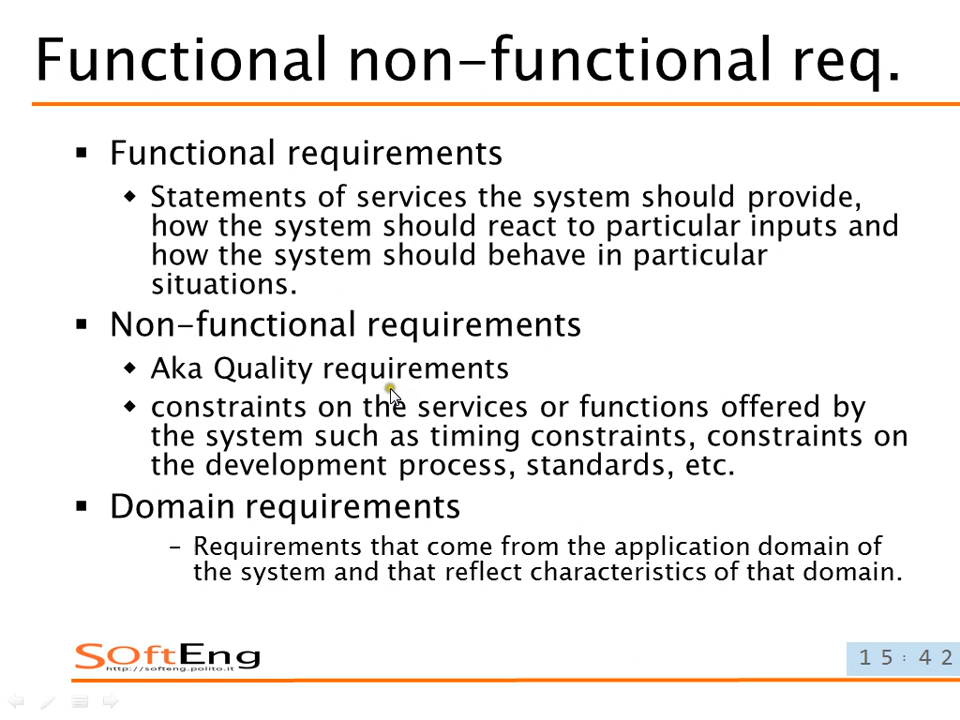 Functional non-functional req.
▪ Functional requirements
◆ Statements of services the system should provide,
how the system should react to particular inputs and
how the system should behave in particular
situations.
▪ Non-functional requirements
◆ Aka Quality requirements
◆ constraints on the services or functions offered by
the system such as timing constraints, constraints on
the development process, standards, etc.
▪ Domain requirements
– Requirements that come from the application domain of
the system and that reflect characteristics of that domain.
SOftEng
http://softeng.polito.it
15:42